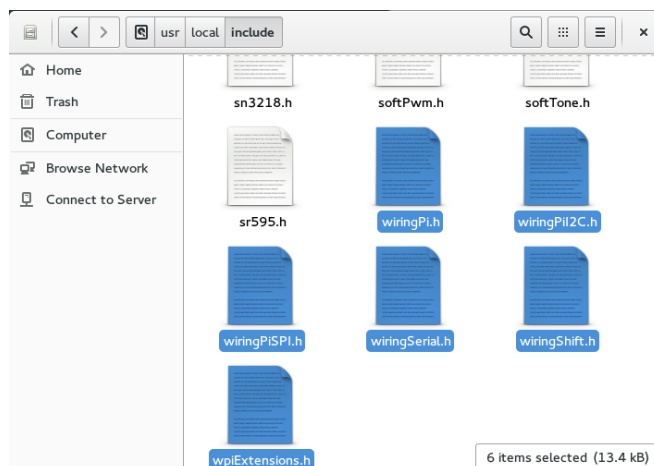 usr local include
Home
Trash
Computer
Browse Network
Connect to Server
sn3218.h softPwm.h softTone.h
sr595.h wiringPi.h wiringPiI2C.h
wiringPiSPI.h wiringSerial.h wiringShift.h
wpiExtensions.h
6 items selected (13.4 kB)